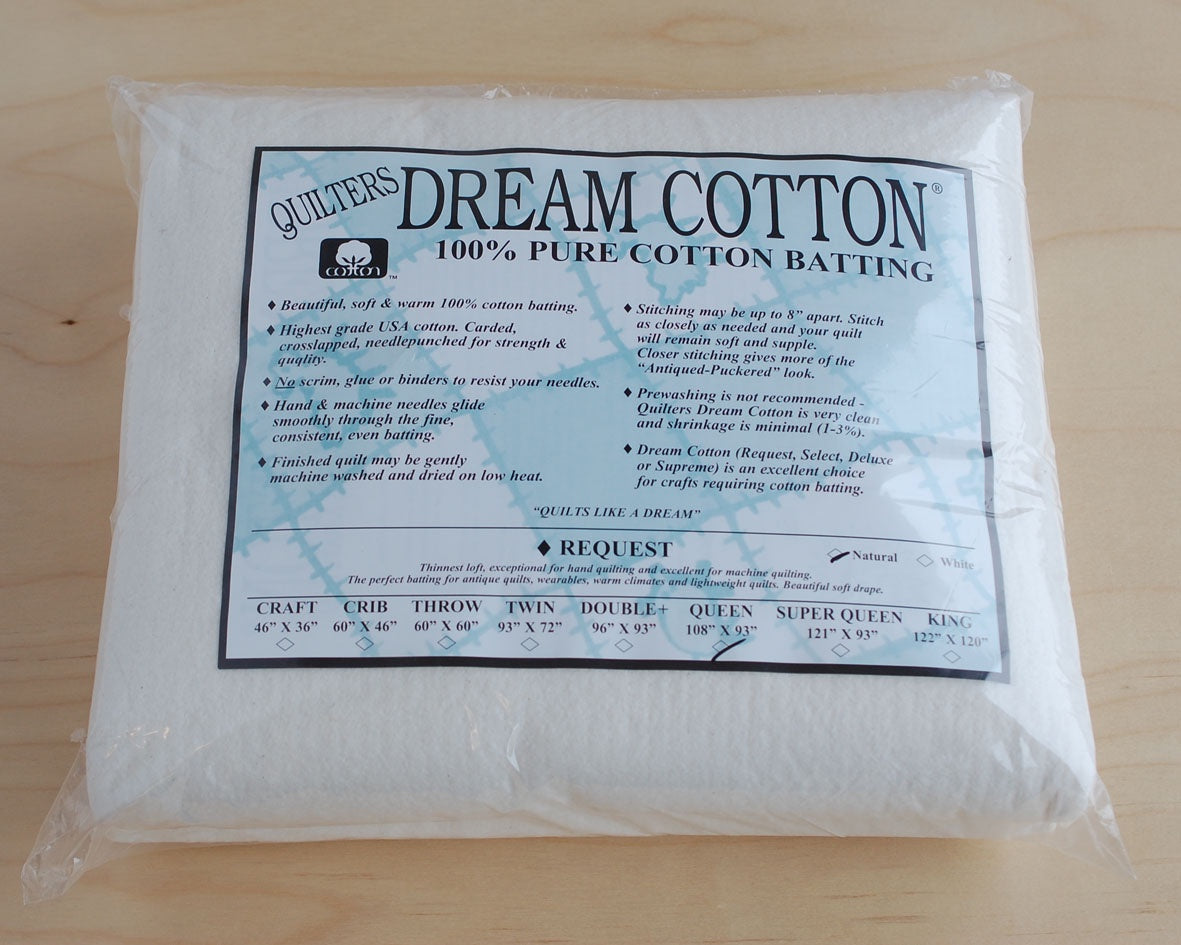 QUILTERS DREAM COTTON®
100% PURE COTTON BATTING
cotton™
♦ Beautiful, soft & warm 100% cotton batting.
♦ Highest grade USA cotton. Carded,
crosslapped, needlepunched for strength &
quqlity.
♦ No scrim, glue or binders to resist your needles.
♦ Hand & machine needles glide
smoothly through the fine,
consistent, even batting.
♦ Finished quilt may be gently
machine washed and dried on low heat.
♦ Stitching may be up to 8” apart. Stitch
as closely as needed and your quilt
will remain soft and supple.
Closer stitching gives more of the
“Antiqued-Puckered” look.
♦ Prewashing is not recommended -
Quilters Dream Cotton is very clean
and shrinkage is minimal (1-3%).
♦ Dream Cotton (Request, Select, Deluxe
or Supreme) is an excellent choice
for crafts requiring cotton batting.
“QUILTS LIKE A DREAM”
♦ REQUEST
◇ Natural ◇ White
Thinnest loft, exceptional for hand quilting and excellent for machine quilting.
The perfect batting for antique quilts, wearables, warm climates and lightweight quilts. Beautiful soft drape.
CRAFT CRIB THROW TWIN DOUBLE+ QUEEN SUPER QUEEN KING
46” X 36” 60” X 46” 60” X 60” 93” X 72” 96” X 93” 108” X 93” 121” X 93” 122” X 120”